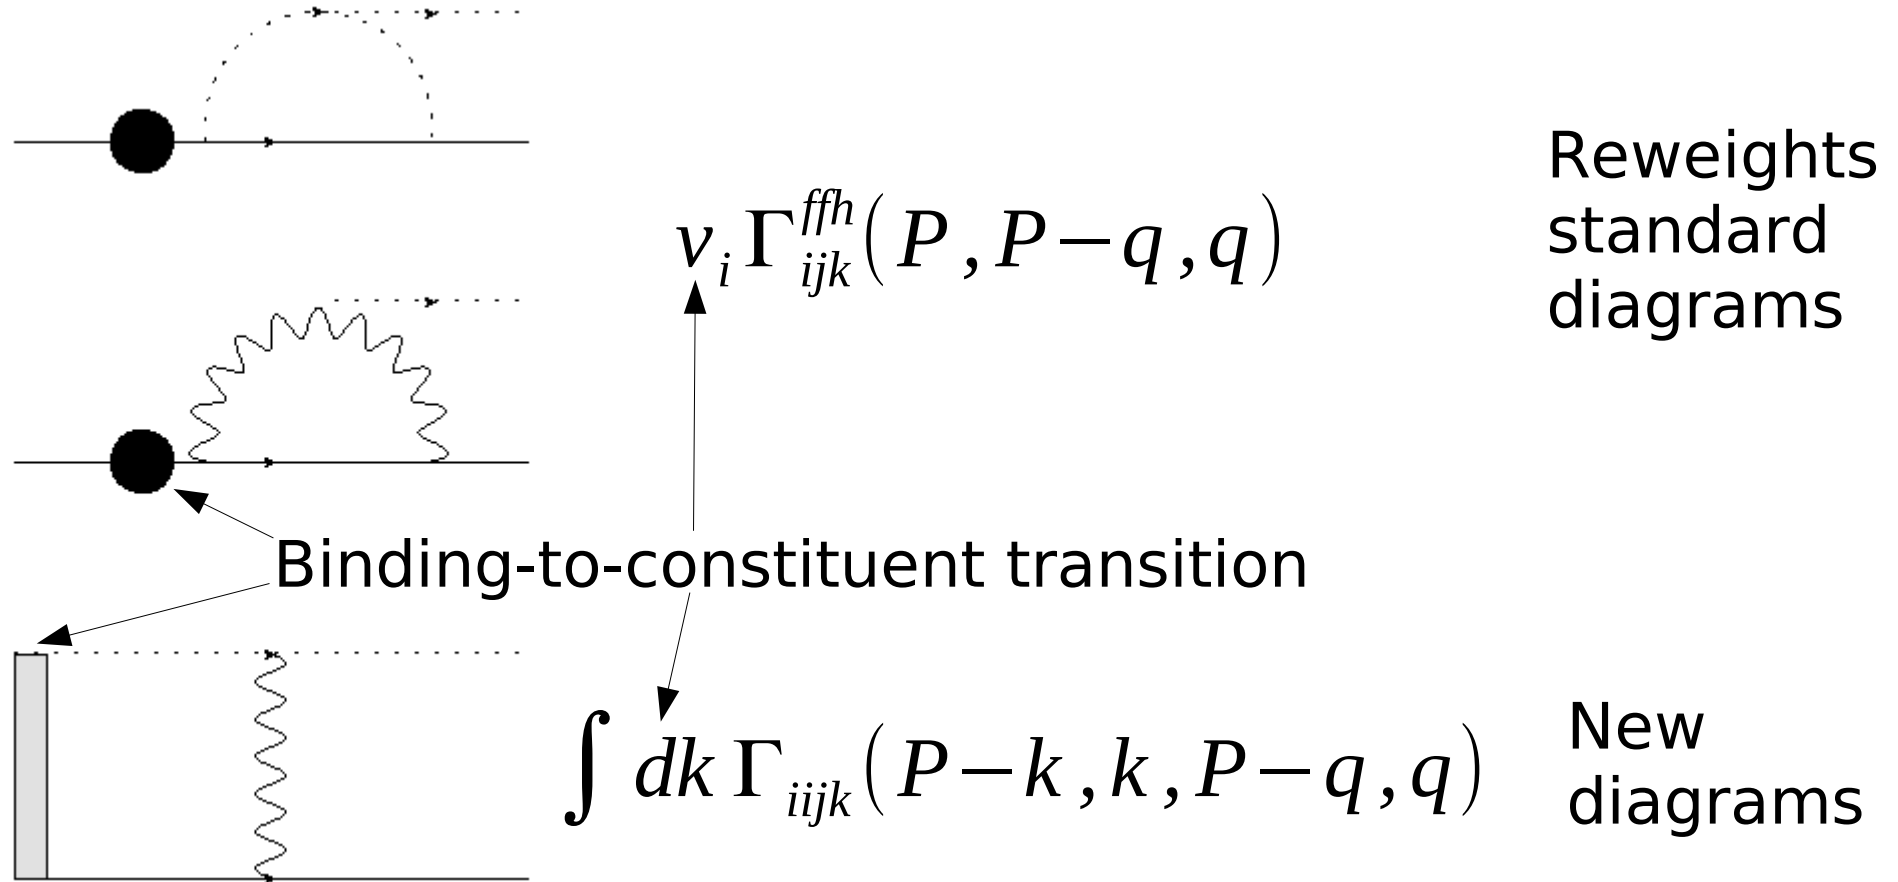 Reweights
standard
diagrams
v_i Γ^{ffh}_{ijk}(P, P−q, q)
Binding-to-constituent transition
∫ dk Γ_{iijk}(P−k, k, P−q, q)
New
diagrams